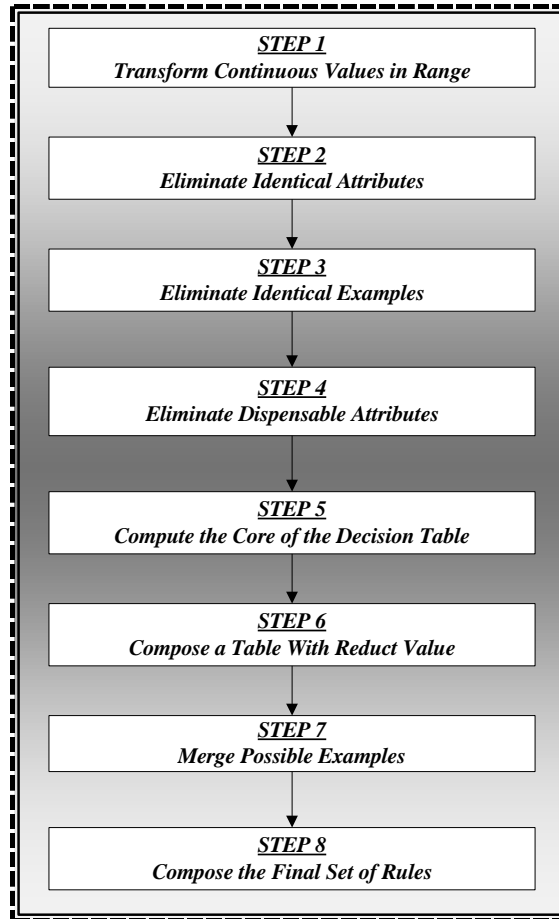 STEP 1
Transform Continuous Values in Range
STEP 2
Eliminate Identical Attributes
STEP 3
Eliminate Identical Examples
STEP 4
Eliminate Dispensable Attributes
STEP 5
Compute the Core of the Decision Table
STEP 6
Compose a Table With Reduct Value
STEP 7
Merge Possible Examples
STEP 8
Compose the Final Set of Rules